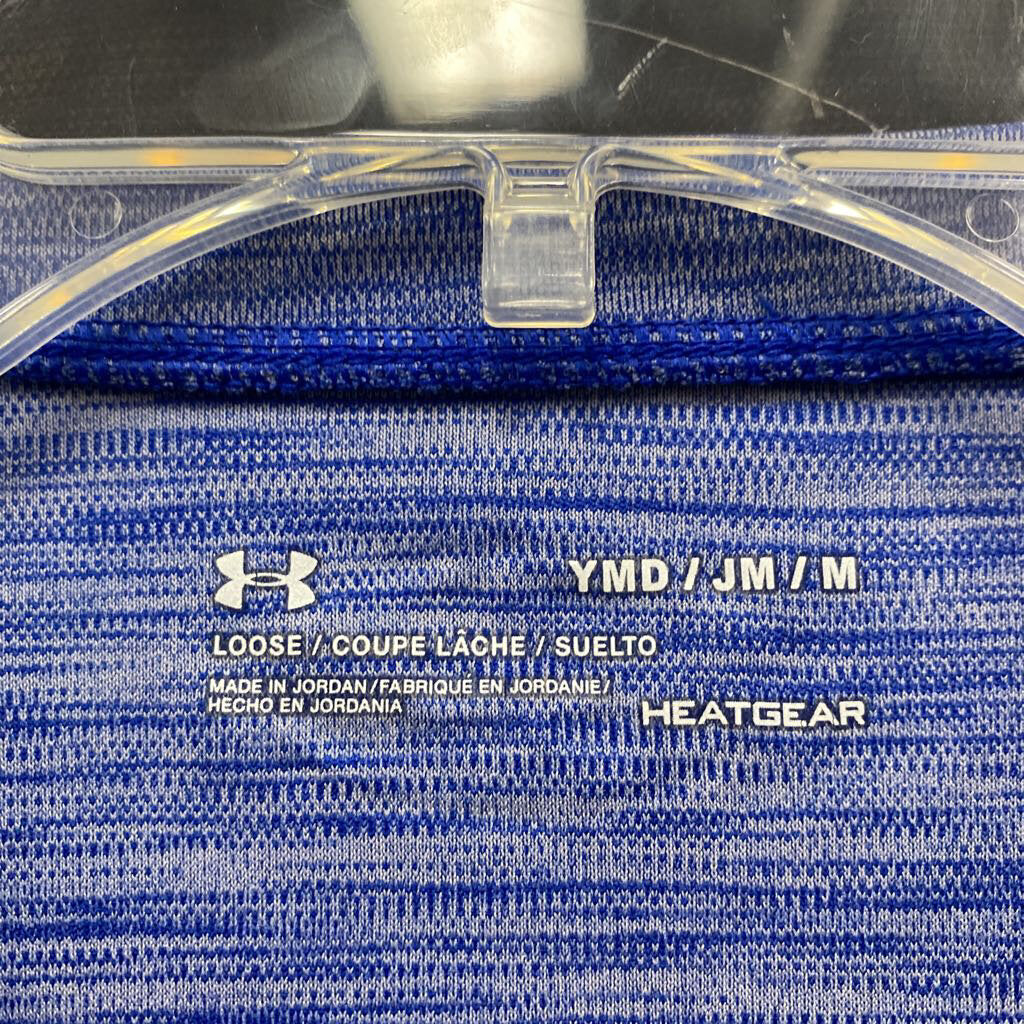 YMD / JM / M
LOOSE / COUPE LÂCHE / SUELTO
MADE IN JORDAN / FABRIQUÉ EN JORDANIE /
HECHO EN JORDANIA
HEATGEAR